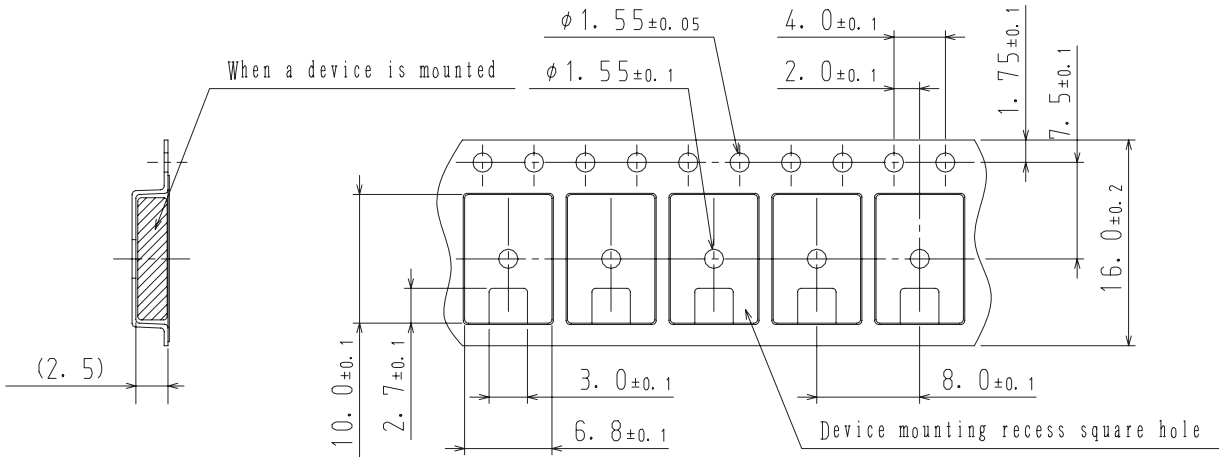 φ1.55±0.05
4.0±0.1
When a device is mounted
φ1.55±0.1
2.0±0.1
1.75±0.1
7.5±0.1
16.0±0.2
(2.5)
10.0±0.1
2.7±0.1
3.0±0.1
8.0±0.1
6.8±0.1
Device mounting recess square hole